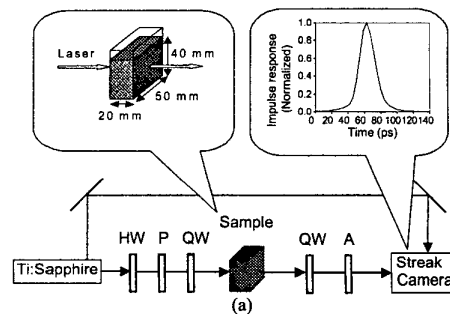 Laser
40 mm
50 mm
20 mm
Impulse response
(Normalized)
1.0
0.8
0.6
0.4
0.2
0.0
0 20 40 60 80 100 120 140
Time (ps)
Sample
HW P QW QW A
Ti:Sapphire
Streak
Camera
(a)